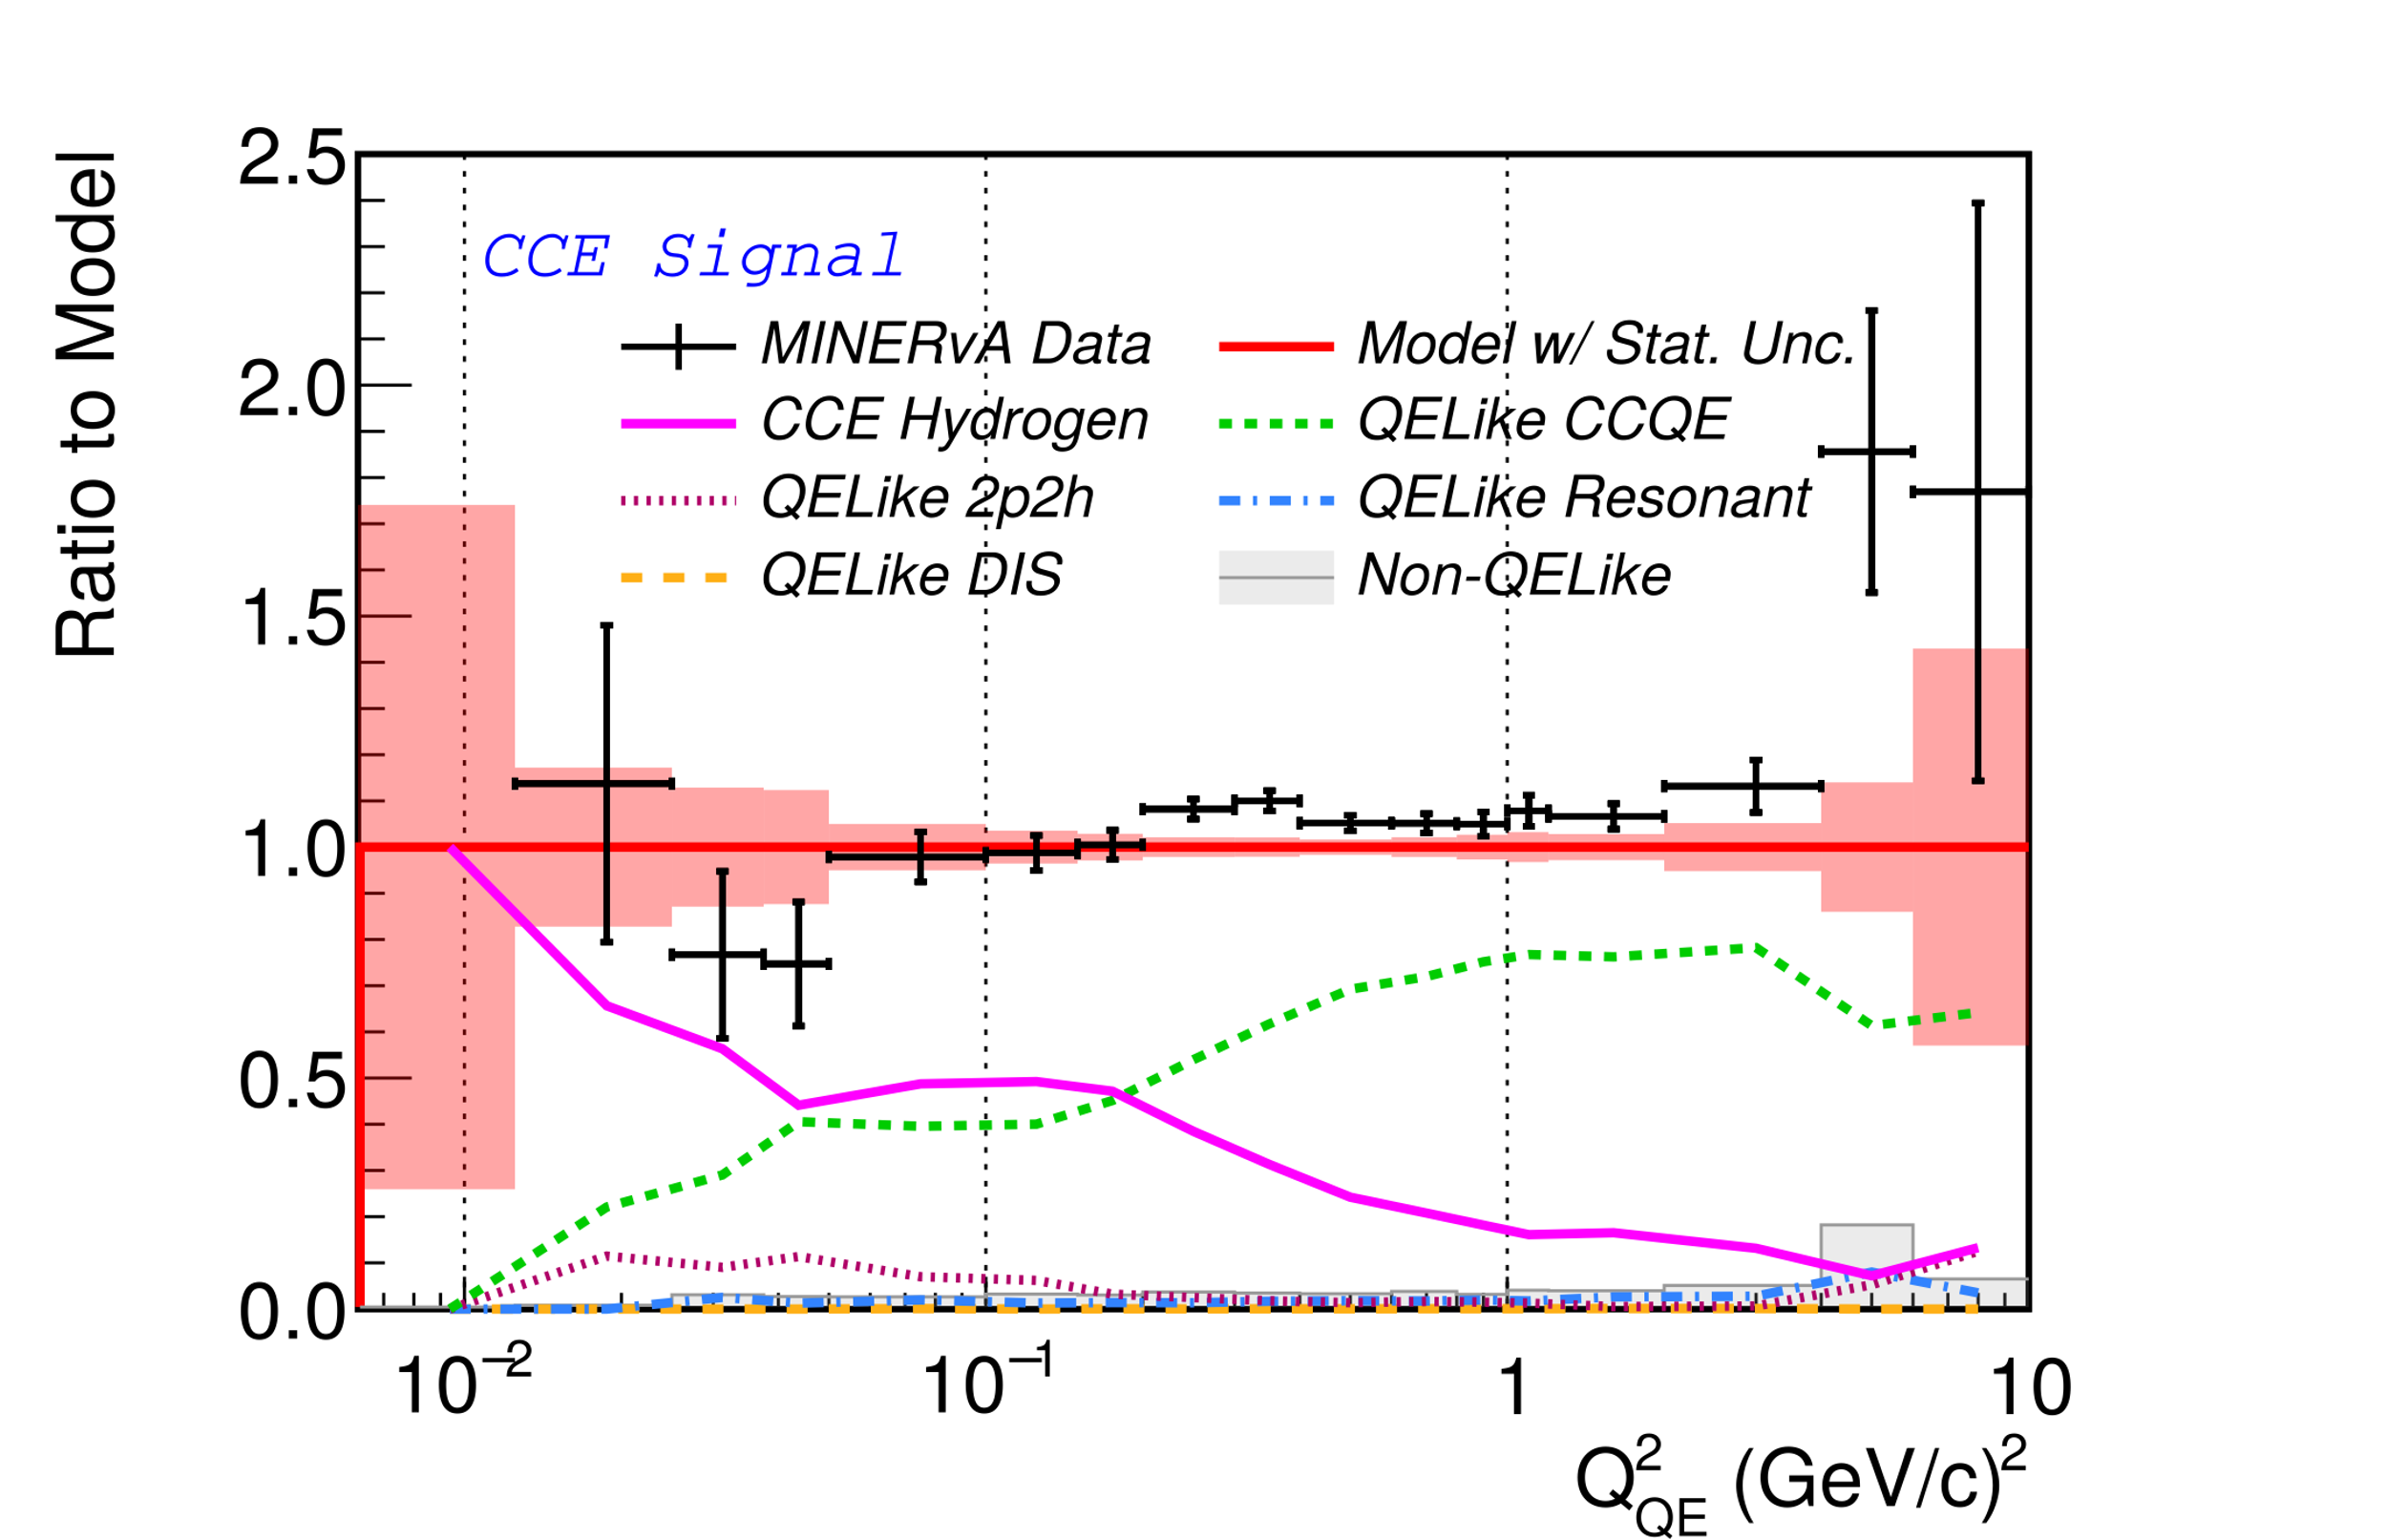 Ratio to Model
2.5
2.0
1.5
1.0
0.5
0.0
CCE Signal
MINERνA Data
Model w/ Stat. Unc.
CCE Hydrogen
QELike CCQE
QELike 2p2h
QELike Resonant
QELike DIS
Non-QELike
10⁻² 10⁻¹ 1 10
Q²_QE (GeV/c)²